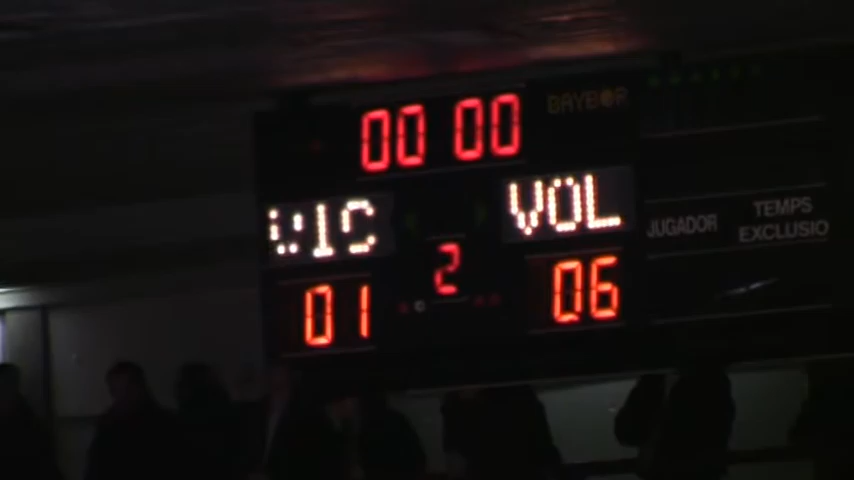 00 00
BAYBOR
VIC
VOL
JUGADOR
TEMPS
EXCLUSIO
2
01
06